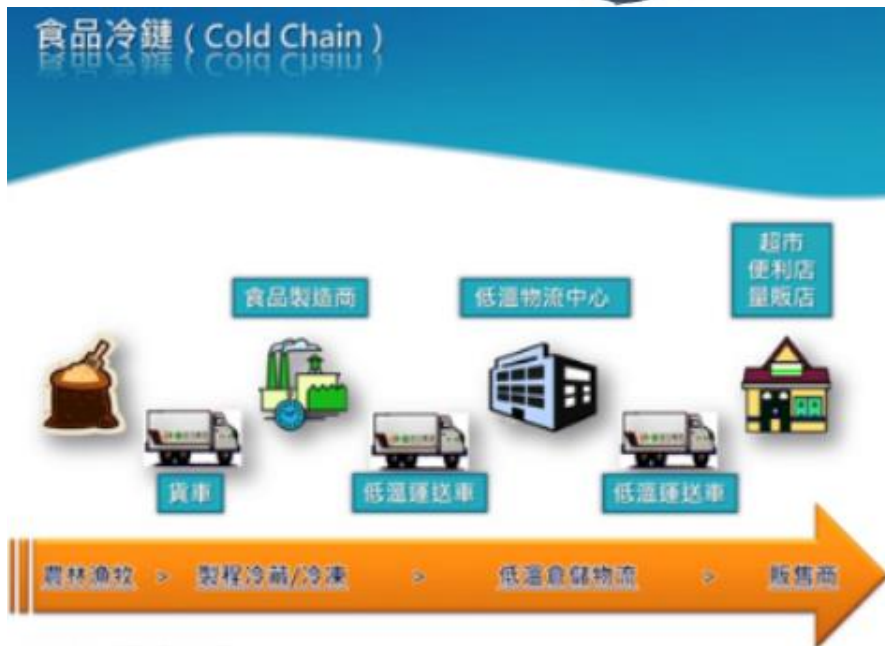 食品冷鏈 ( Cold Chain )
超市
便利店
量販店
食品製造商
低溫物流中心
貨車
低溫運送車
低溫運送車
農林漁牧 > 製程冷藏/冷凍 > 低溫倉儲物流 > 販售商